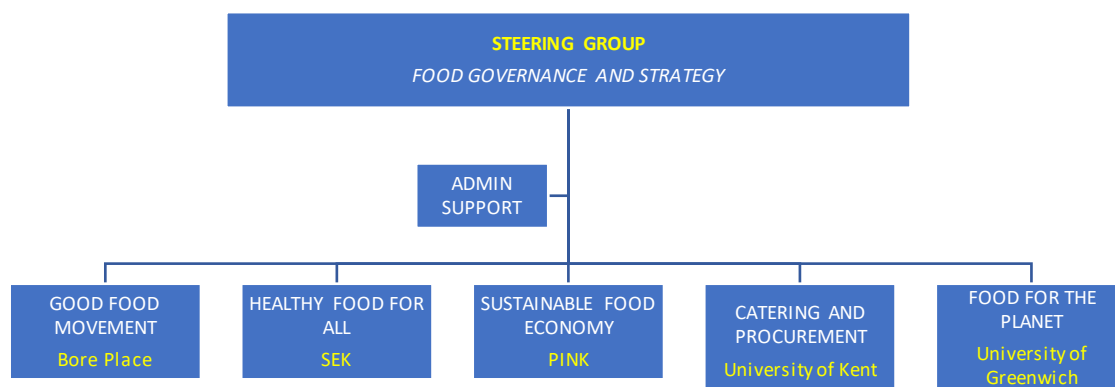 STEERING GROUP
FOOD GOVERNANCE AND STRATEGY
ADMIN
SUPPORT
GOOD FOOD
MOVEMENT
Bore Place
HEALTHY FOOD FOR
ALL
SEK
SUSTAINABLE FOOD
ECONOMY
PINK
CATERING AND
PROCUREMENT
University of Kent
FOOD FOR THE
PLANET
University of
Greenwich